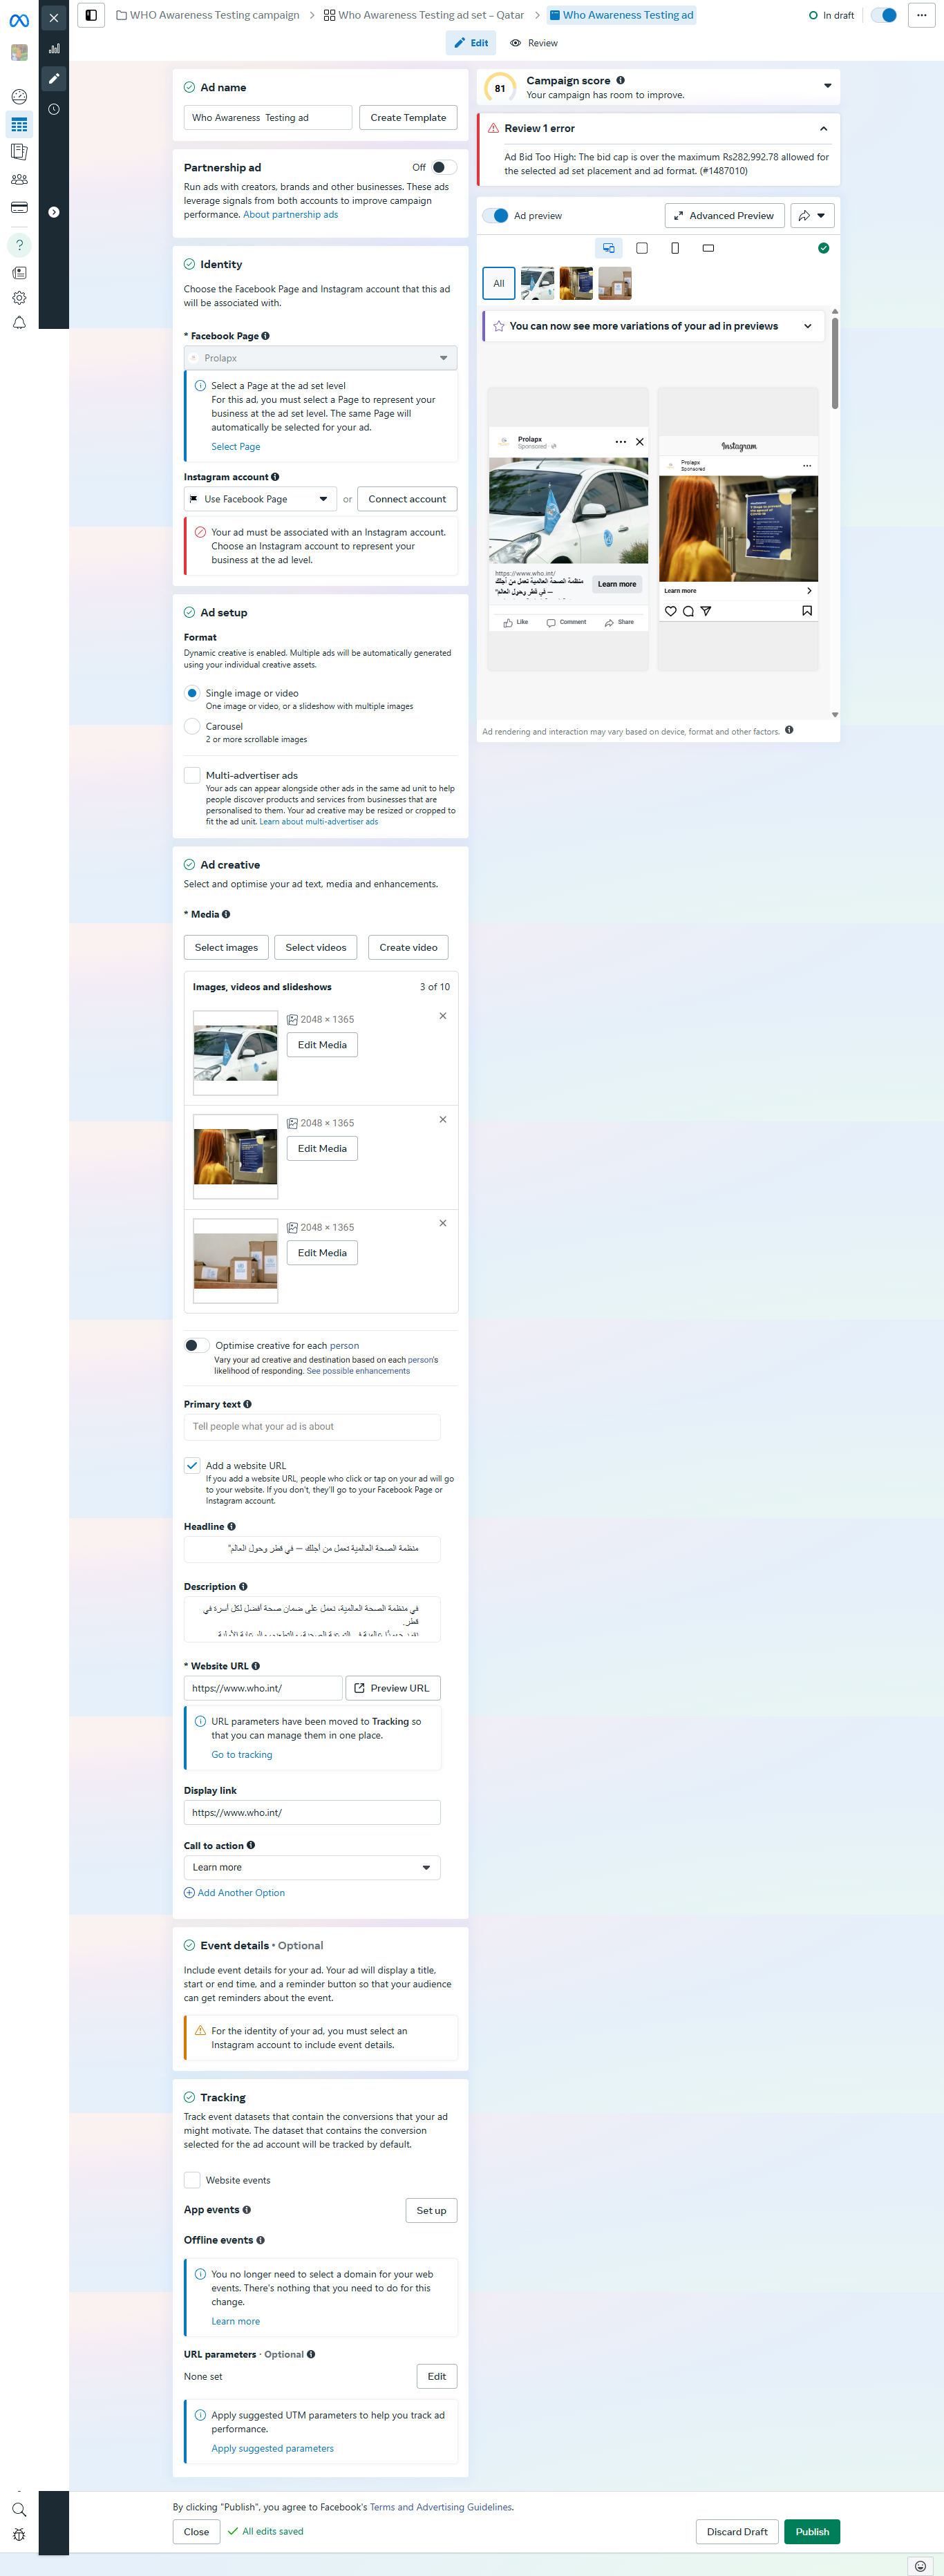 WHO Awareness Testing campaign
Who Awareness Testing ad set – Qatar
Who Awareness Testing ad
In draft
Edit
Review
Ad name
Who Awareness Testing ad
Create Template
Partnership ad
Off
Run ads with creators, brands and other businesses. These ads
leverage signals from both accounts to improve campaign
performance. About partnership ads
Identity
Choose the Facebook Page and Instagram account that this ad
will be associated with.
* Facebook Page
Prolapx
Select a Page at the ad set level
For this ad, you must select a Page to represent your
business at the ad set level. The same Page will
automatically be selected for your ad.
Select Page
Instagram account
Use Facebook Page
or
Connect account
Your ad must be associated with an Instagram account.
Choose an Instagram account to represent your
business at the ad level.
Ad setup
Format
Dynamic creative is enabled. Multiple ads will be automatically generated
using your individual creative assets.
Single image or video
One image or video, or a slideshow with multiple images
Carousel
2 or more scrollable images
Multi-advertiser ads
Your ads can appear alongside other ads in the same ad unit to help
people discover products and services from businesses that are
personalised to them. Your ad creative may be resized or cropped to
fit the ad unit. Learn about multi-advertiser ads
Ad creative
Select and optimise your ad text, media and enhancements.
* Media
Select images
Select videos
Create video
Images, videos and slideshows
3 of 10
2048 × 1365
Edit Media
2048 × 1365
Edit Media
2048 × 1365
Edit Media
Optimise creative for each person
Vary your ad creative and destination based on each person's
likelihood of responding. See possible enhancements
Primary text
Tell people what your ad is about
Add a website URL
If you add a website URL, people who click or tap on your ad will go
to your website. If you don't, they'll go to your Facebook Page or
Instagram account.
Headline
منظمة الصحة العالمية تعمل من أجلك — في قطر وحول العالم"
Description
في منظمة الصحة العالمية، نعمل على ضمان صحة أفضل لكل أسرة في
قطر.
* Website URL
https://www.who.int/
Preview URL
URL parameters have been moved to Tracking so
that you can manage them in one place.
Go to tracking
Display link
https://www.who.int/
Call to action
Learn more
Add Another Option
Event details • Optional
Include event details for your ad. Your ad will display a title,
start or end time, and a reminder button so that your audience
can get reminders about the event.
For the identity of your ad, you must select an
Instagram account to include event details.
Tracking
Track event datasets that contain the conversions that your ad
might motivate. The dataset that contains the conversion
selected for the ad account will be tracked by default.
Website events
App events
Set up
Offline events
You no longer need to select a domain for your web
events. There's nothing that you need to do for this
change.
Learn more
URL parameters · Optional
None set
Edit
Apply suggested UTM parameters to help you track ad
performance.
Apply suggested parameters
81
Campaign score
Your campaign has room to improve.
Review 1 error
Ad Bid Too High: The bid cap is over the maximum Rs282,992.78 allowed for
the selected ad set placement and ad format. (#1487010)
Ad preview
Advanced Preview
All
You can now see more variations of your ad in previews
Prolapx
Sponsored ·
https://www.who.int/
منظمة الصحة العالمية تعمل من أجلك
— في قطر وحول العالم"
Learn more
Like
Comment
Share
Instagram
Prolapx
Sponsored
Learn more
Ad rendering and interaction may vary based on device, format and other factors.
By clicking "Publish", you agree to Facebook's Terms and Advertising Guidelines.
Close
All edits saved
Discard Draft
Publish